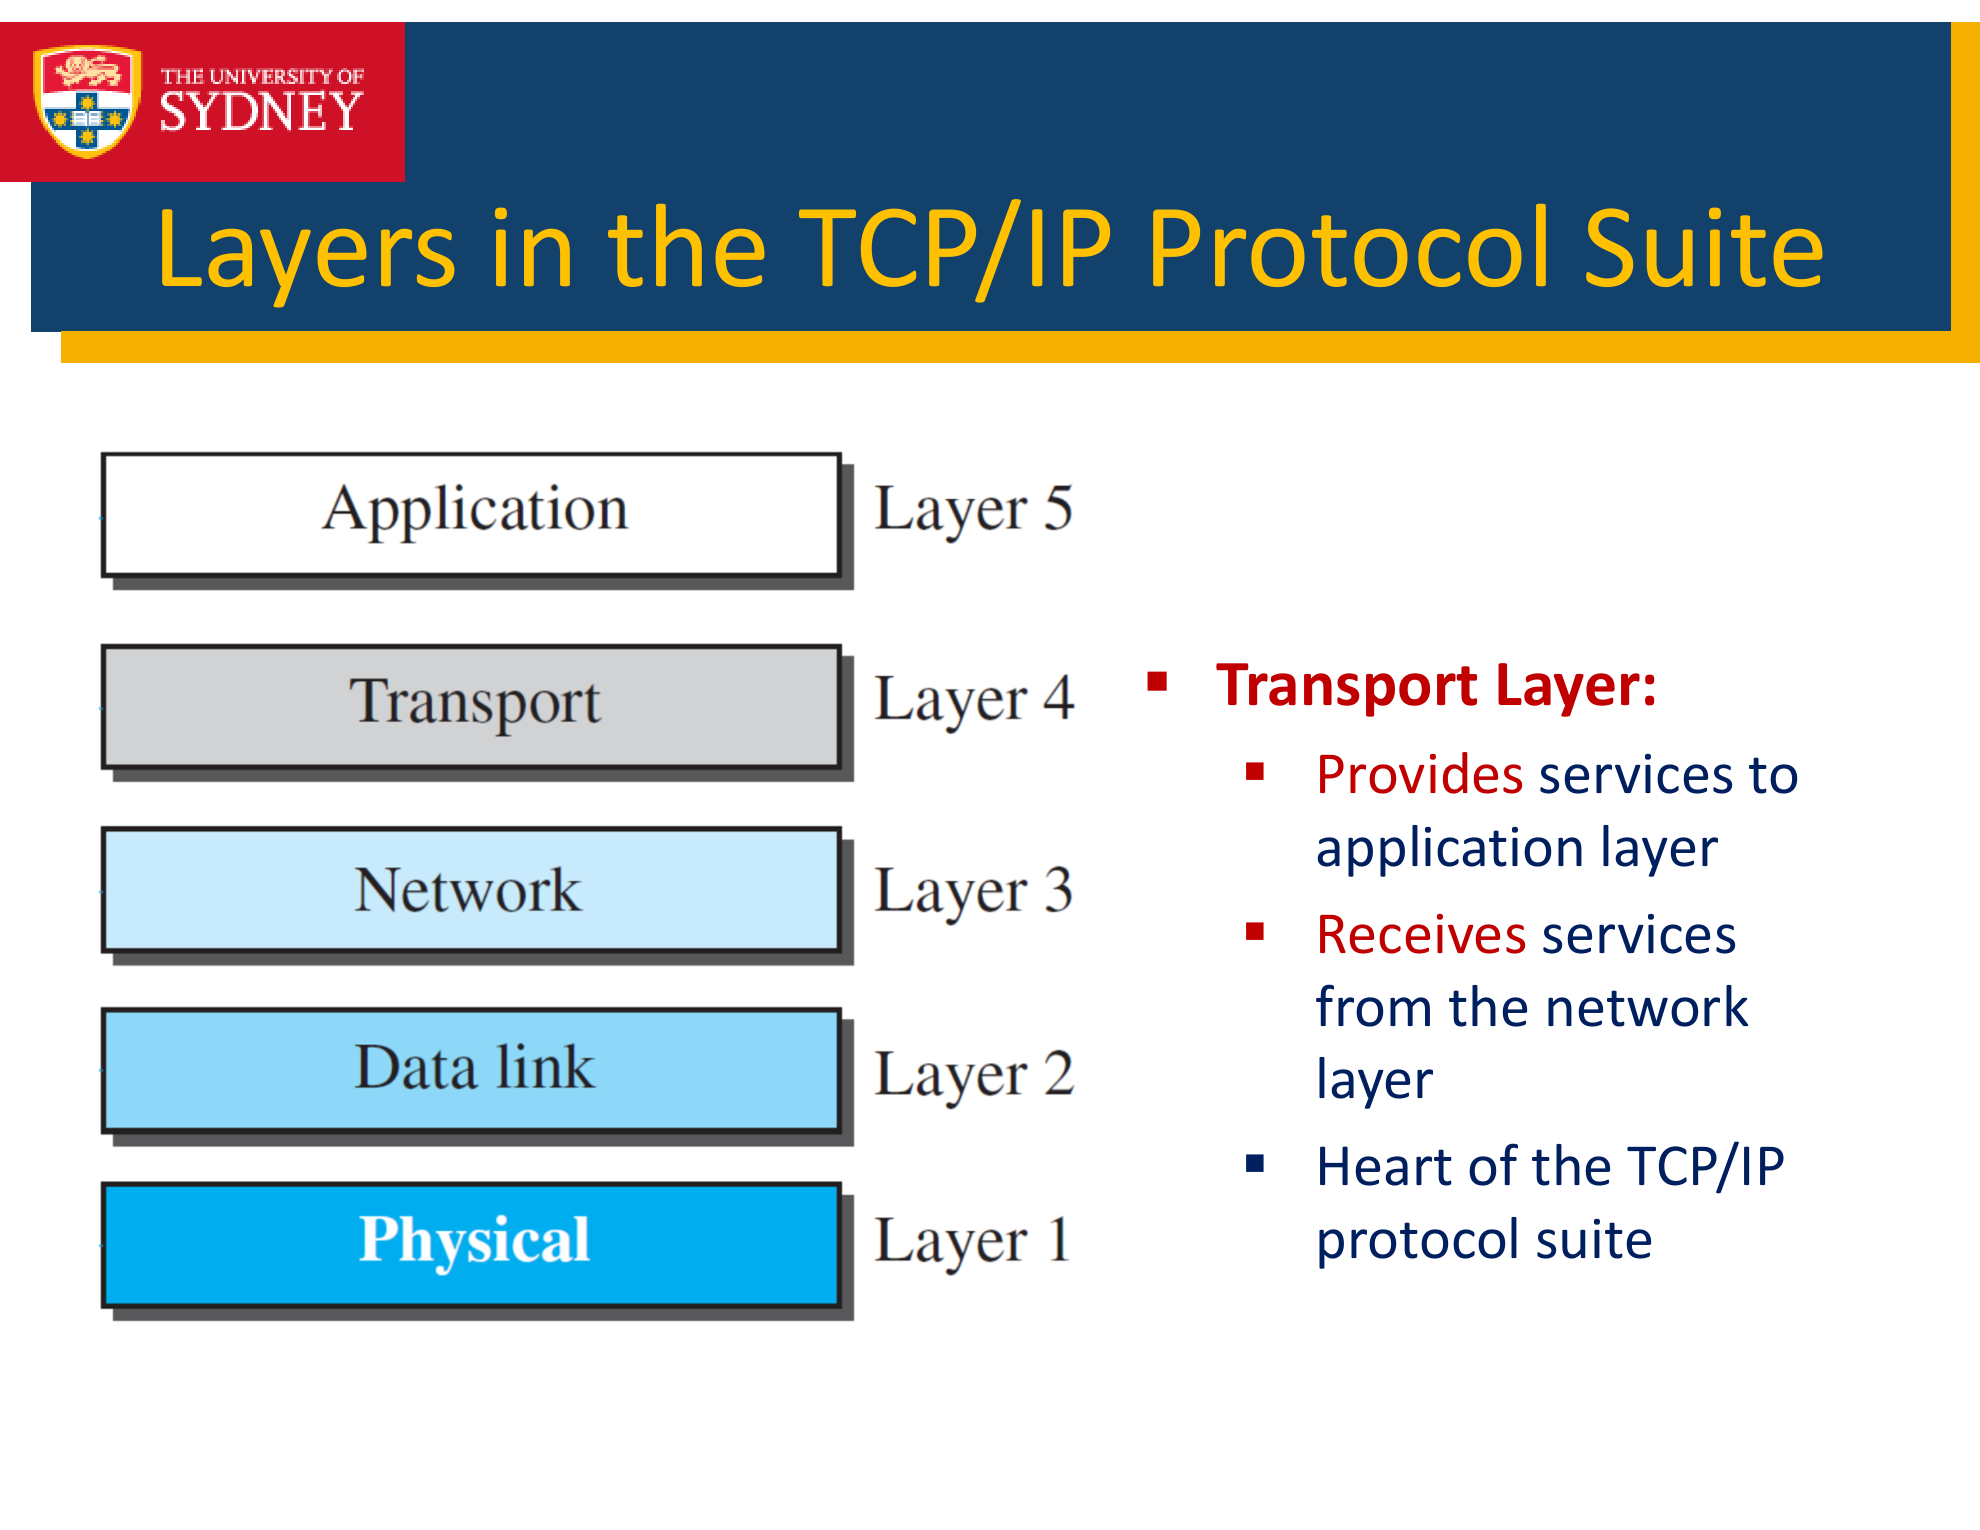 THE UNIVERSITY OF
SYDNEY
Layers in the TCP/IP Protocol Suite
Application
Layer 5
Transport
Layer 4
Network
Layer 3
Data link
Layer 2
Physical
Layer 1
Transport Layer:
Provides services to
application layer
Receives services
from the network
layer
Heart of the TCP/IP
protocol suite